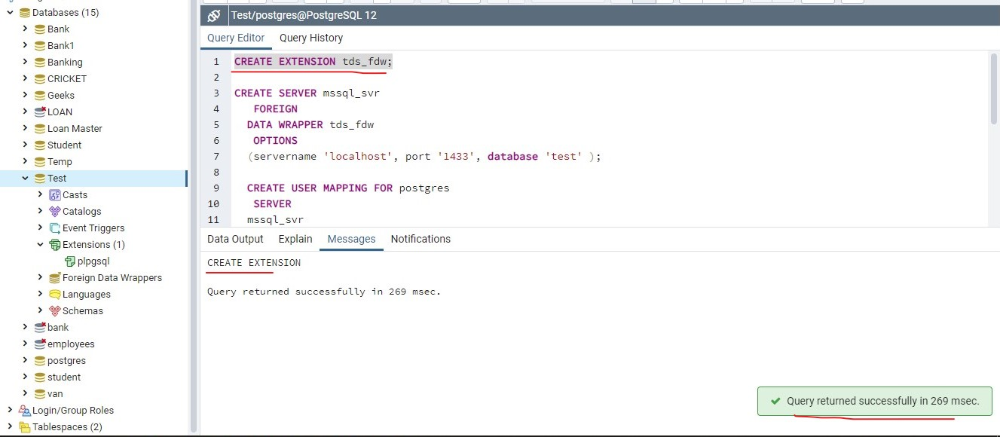 Databases (15)
Bank
Bank1
Banking
CRICKET
Geeks
LOAN
Loan Master
Student
Temp
Test
Casts
Catalogs
Event Triggers
Extensions (1)
plpgsql
Foreign Data Wrappers
Languages
Schemas
bank
employees
postgres
student
van
Login/Group Roles
Tablespaces (2)
Test/postgres@PostgreSQL 12
Query Editor Query History
1 CREATE EXTENSION tds_fdw;
2
3 CREATE SERVER mssql_svr
4 FOREIGN
5 DATA WRAPPER tds_fdw
6 OPTIONS
7 (servername 'localhost', port '1433', database 'test' );
8
9 CREATE USER MAPPING FOR postgres
10 SERVER
11 mssql_svr
Data Output Explain Messages Notifications
CREATE EXTENSION
Query returned successfully in 269 msec.
Query returned successfully in 269 msec.